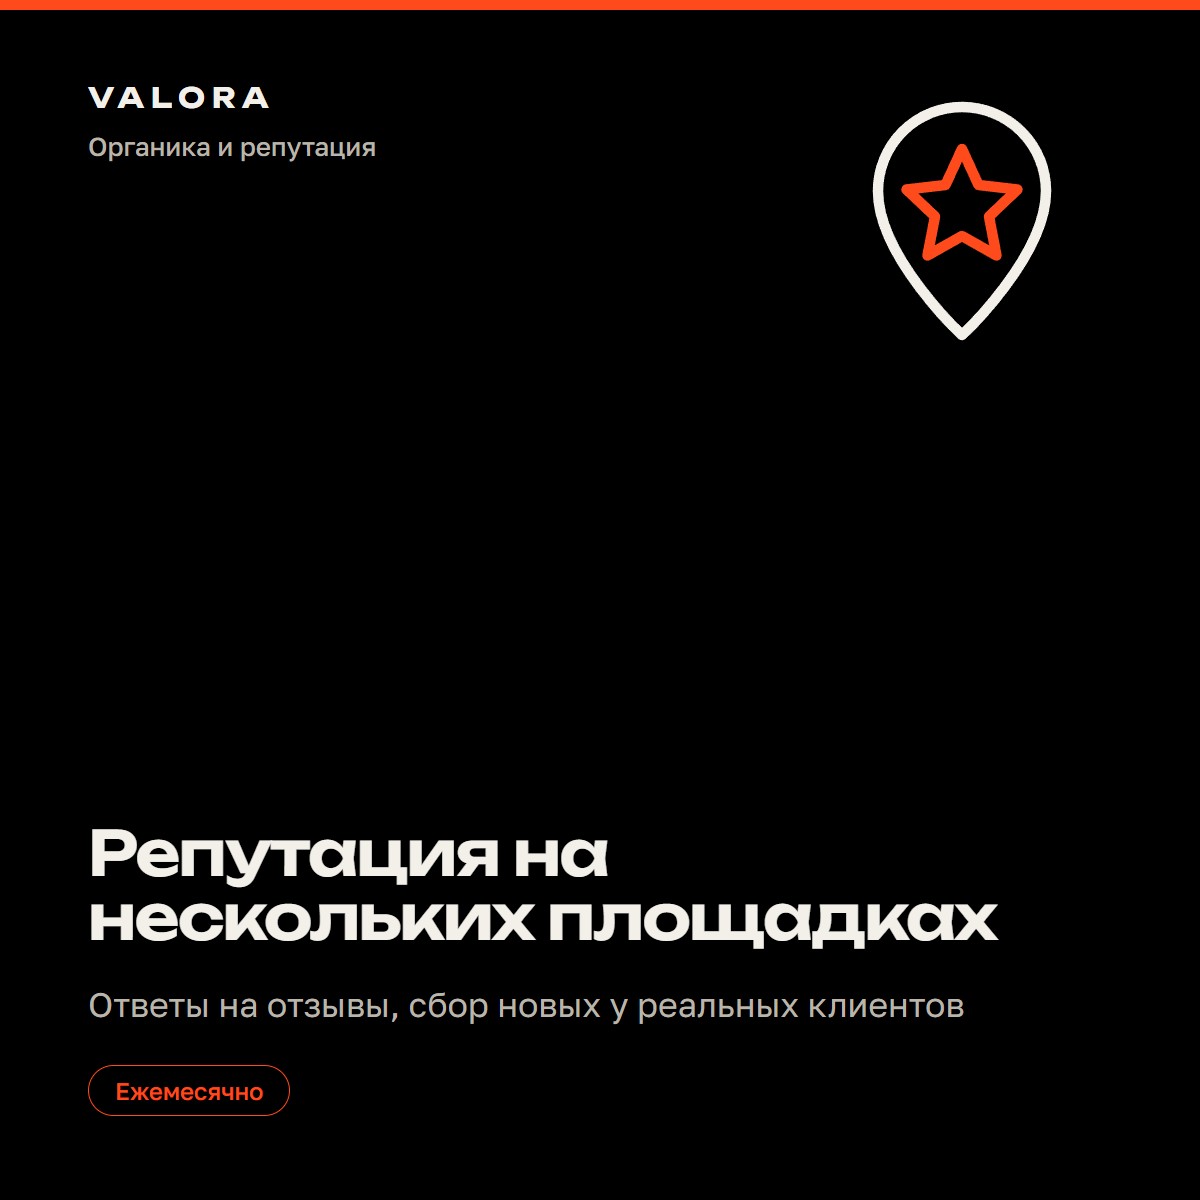 VALORA
Органика и репутация
Репутация на
нескольких площадках
Ответы на отзывы, сбор новых у реальных клиентов
Ежемесячно